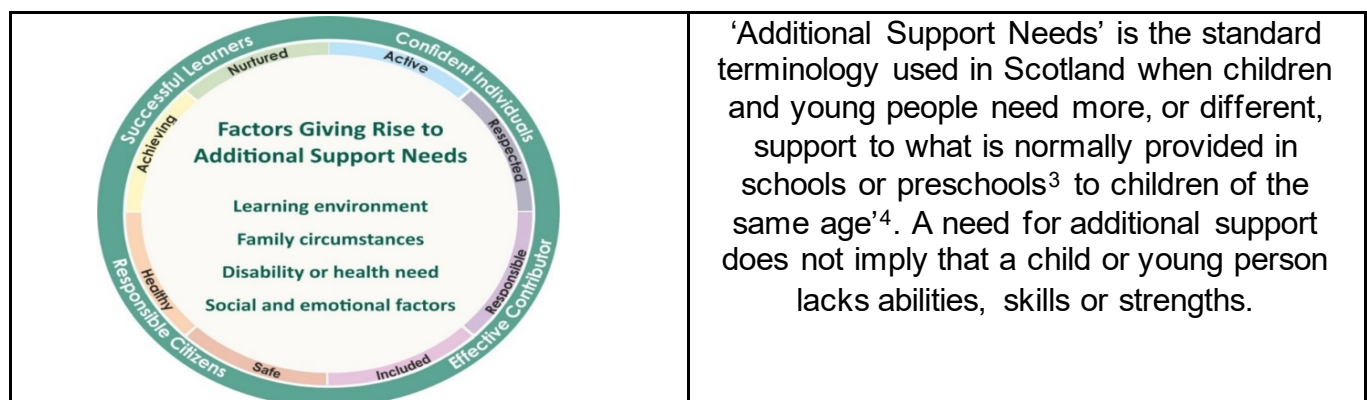 Successful Learners
Confident Individuals
Nurtured
Active
Achieving
Respected
Factors Giving Rise to
Additional Support Needs
Learning environment
Family circumstances
Disability or health need
Social and emotional factors
Healthy
Responsible
Safe
Included
Responsible Citizens
Effective Contributor
‘Additional Support Needs’ is the standard
terminology used in Scotland when children
and young people need more, or different,
support to what is normally provided in
schools or preschools³ to children of the
same age’⁴. A need for additional support
does not imply that a child or young person
lacks abilities, skills or strengths.